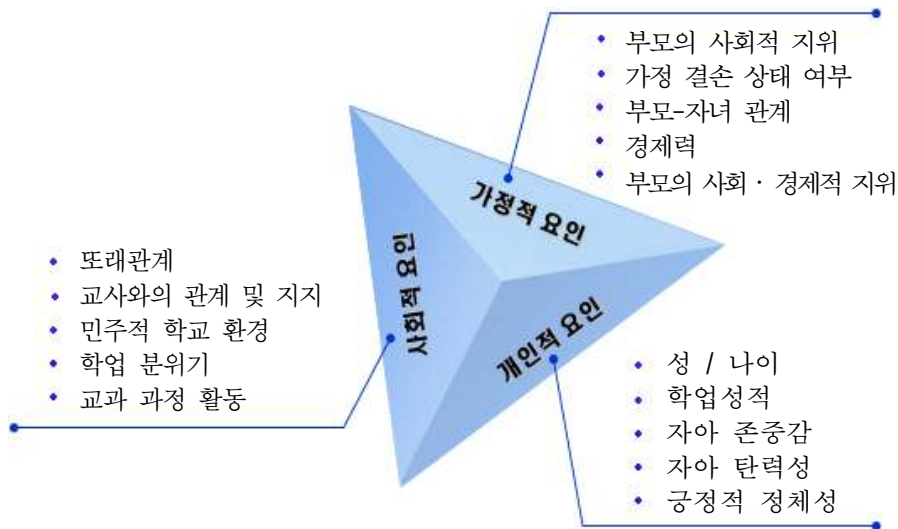 부모의 사회적 지위
가정 결손 상태 여부
부모-자녀 관계
경제력
부모의 사회 · 경제적 지위
가정적 요인
사회적 요인
또래관계
교사와의 관계 및 지지
민주적 학교 환경
학업 분위기
교과 과정 활동
개인적 요인
성 / 나이
학업성적
자아 존중감
자아 탄력성
긍정적 정체성